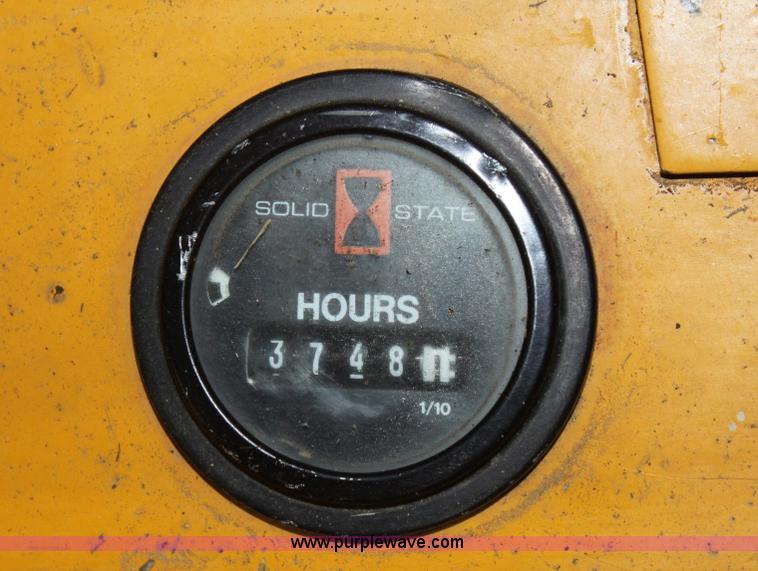 SOLID STATE
HOURS
3748
1/10
www.purplewave.com